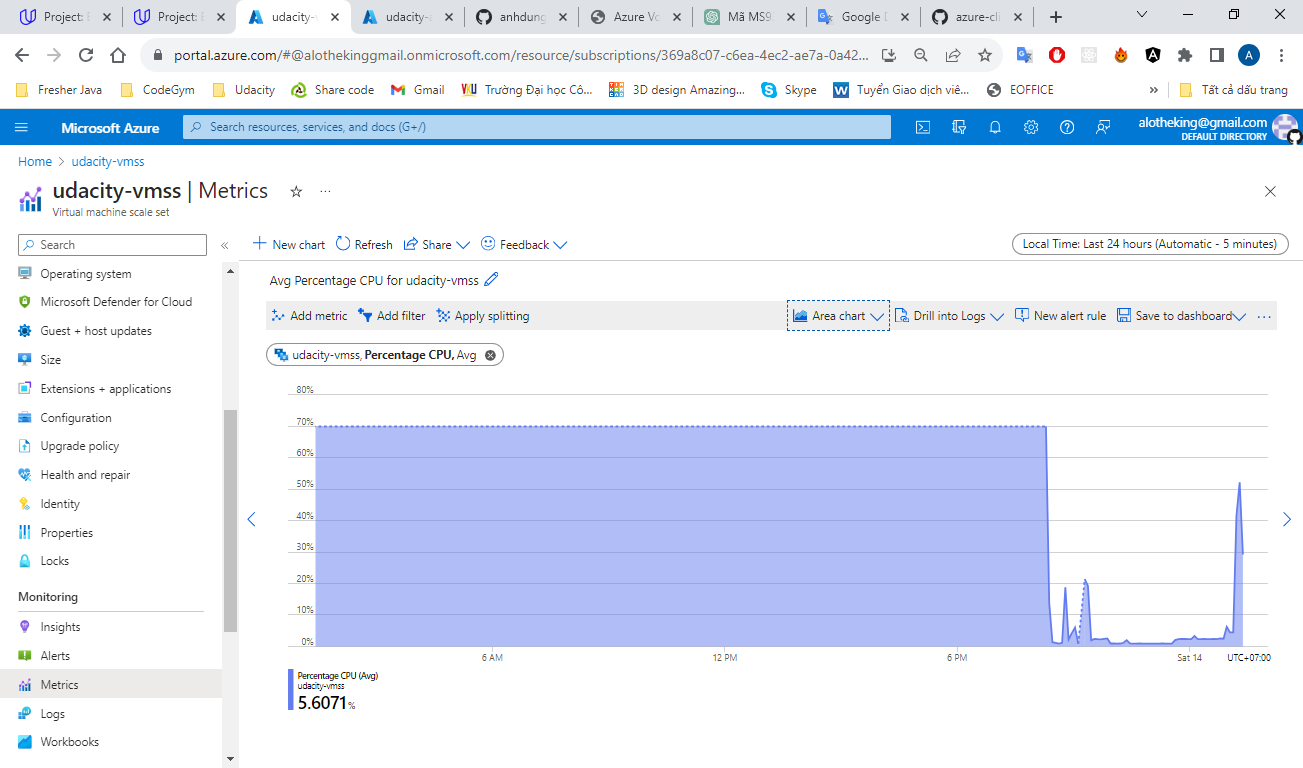 Project: E
Project: E
udacity-v
udacity-a
anhdung
Azure Vo
Mã MS9
Google D
azure-cli
portal.azure.com/#@alothekinggmail.onmicrosoft.com/resource/subscriptions/369a8c07-c6ea-4ec2-ae7a-0a42...
A
Fresher Java
CodeGym
Udacity
Share code
Gmail
Trường Đại học Cô...
3D design Amazing...
Skype
Tuyển Giao dịch viê...
EOFFICE
»
Tất cả dấu trang
Microsoft Azure
Search resources, services, and docs (G+/)
alotheking@gmail.com
DEFAULT DIRECTORY
Home > udacity-vmss
udacity-vmss | Metrics
...
Virtual machine scale set
Search
«
New chart
Refresh
Share
Feedback
Local Time: Last 24 hours (Automatic - 5 minutes)
Operating system
Microsoft Defender for Cloud
Guest + host updates
Size
Extensions + applications
Configuration
Upgrade policy
Health and repair
Identity
Properties
Locks
Monitoring
Insights
Alerts
Metrics
Logs
Workbooks
Avg Percentage CPU for udacity-vmss
Add metric
Add filter
Apply splitting
Area chart
Drill into Logs
New alert rule
Save to dashboard
...
udacity-vmss, Percentage CPU, Avg
80%
70%
60%
50%
40%
30%
20%
10%
0%
6 AM
12 PM
6 PM
Sat 14
UTC+07:00
Percentage CPU (Avg)
udacity-vmss
5.6071%